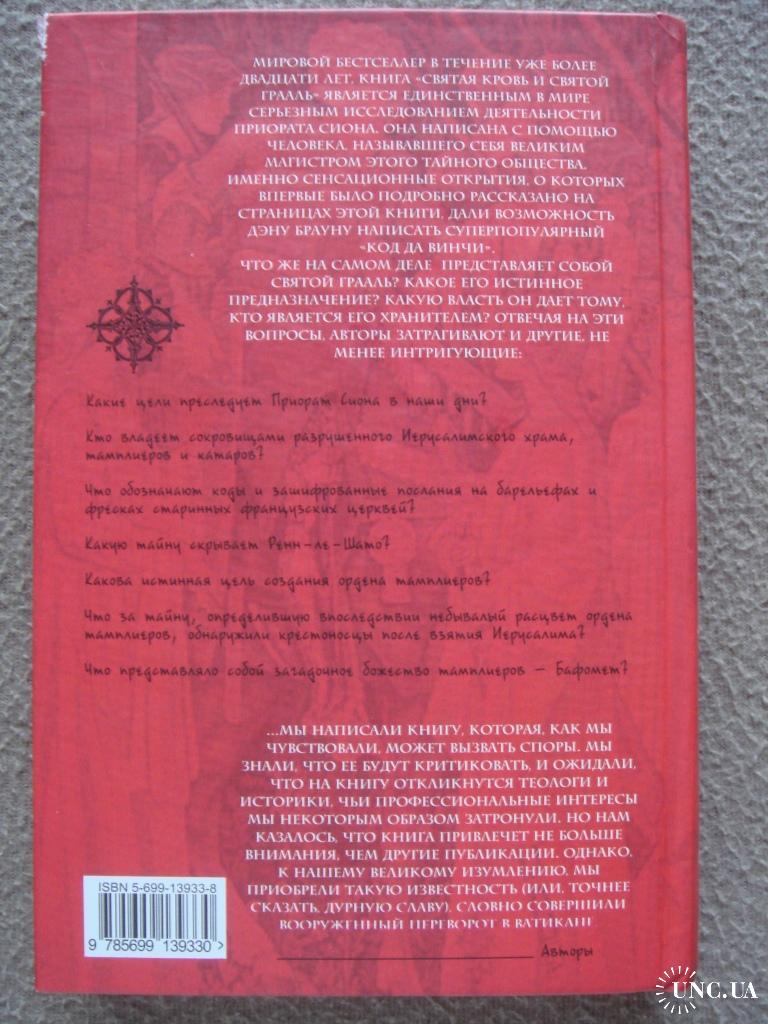 МИРОВОЙ БЕСТСЕЛЛЕР В ТЕЧЕНИЕ УЖЕ БОЛЕЕ
ДВАДЦАТИ ЛЕТ, КНИГА «СВЯТАЯ КРОВЬ И СВЯТОЙ
ГРААЛЬ» ЯВЛЯЕТСЯ ЕДИНСТВЕННЫМ В МИРЕ
СЕРЬЕЗНЫМ ИССЛЕДОВАНИЕМ ДЕЯТЕЛЬНОСТИ
ПРИОРАТА СИОНА. ОНА НАПИСАНА С ПОМОЩЬЮ
ЧЕЛОВЕКА, НАЗЫВАВШЕГО СЕБЯ ВЕЛИКИМ
МАГИСТРОМ ЭТОГО ТАЙНОГО ОБЩЕСТВА.
ИМЕННО СЕНСАЦИОННЫЕ ОТКРЫТИЯ, О КОТОРЫХ
ВПЕРВЫЕ БЫЛО ПОДРОБНО РАССКАЗАНО НА
СТРАНИЦАХ ЭТОЙ КНИГИ, ДАЛИ ВОЗМОЖНОСТЬ
ДЭНУ БРАУНУ НАПИСАТЬ СУПЕРПОПУЛЯРНЫЙ
«КОД ДА ВИНЧИ».
ЧТО ЖЕ НА САМОМ ДЕЛЕ ПРЕДСТАВЛЯЕТ СОБОЙ
СВЯТОЙ ГРААЛЬ? КАКОЕ ЕГО ИСТИННОЕ
ПРЕДНАЗНАЧЕНИЕ? КАКУЮ ВЛАСТЬ ОН ДАЕТ ТОМУ,
КТО ЯВЛЯЕТСЯ ЕГО ХРАНИТЕЛЕМ? ОТВЕЧАЯ НА ЭТИ
ВОПРОСЫ, АВТОРЫ ЗАТРАГИВАЮТ И ДРУГИЕ, НЕ
МЕНЕЕ ИНТРИГУЮЩИЕ:
Какие цели преследует Приорат Сиона в наши дни?
Кто владеет сокровищами разрушенного Иерусалимского храма,
тамплиеров и катаров?
Что обозначают коды и зашифрованные послания на барельефах и
фресках старинных французских церквей?
Какую тайну скрывает Ренн-ле-Шато?
Какова истинная цель создания ордена тамплиеров?
Что за тайну, определившую впоследствии небывалый расцвет ордена
тамплиеров, обнаружили крестоносцы после взятия Иерусалима?
Что представляло собой загадочное божество тамплиеров – Бафомет?
...МЫ НАПИСАЛИ КНИГУ, КОТОРАЯ, КАК МЫ
ЧУВСТВОВАЛИ, МОЖЕТ ВЫЗВАТЬ СПОРЫ. МЫ
ЗНАЛИ, ЧТО ЕЕ БУДУТ КРИТИКОВАТЬ, И ОЖИДАЛИ,
ЧТО НА КНИГУ ОТКЛИКНУТСЯ ТЕОЛОГИ И
ИСТОРИКИ, ЧЬИ ПРОФЕССИОНАЛЬНЫЕ ИНТЕРЕСЫ
МЫ НЕКОТОРЫМ ОБРАЗОМ ЗАТРОНУЛИ. НО НАМ
КАЗАЛОСЬ, ЧТО КНИГА ПРИВЛЕЧЕТ НЕ БОЛЬШЕ
ВНИМАНИЯ, ЧЕМ ДРУГИЕ ПУБЛИКАЦИИ. ОДНАКО,
К НАШЕМУ ВЕЛИКОМУ ИЗУМЛЕНИЮ, МЫ
ПРИОБРЕЛИ ТАКУЮ ИЗВЕСТНОСТЬ (ИЛИ, ТОЧНЕЕ
СКАЗАТЬ, ДУРНУЮ СЛАВУ), СЛОВНО СОВЕРШИЛИ
ВООРУЖЕННЫЙ ПЕРЕВОРОТ В ВАТИКАНЕ
Авторы
ISBN 5-699-13933-8
9 785699 139330 >
UNC.UA